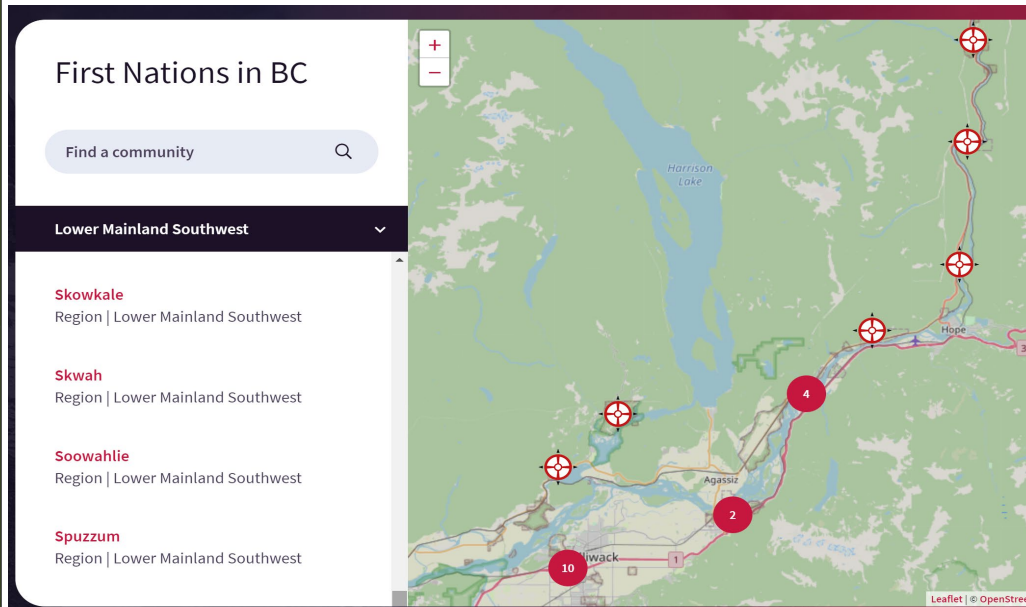 First Nations in BC
Find a community
Lower Mainland Southwest
Skowkale
Region | Lower Mainland Southwest
Skwah
Region | Lower Mainland Southwest
Soowahlie
Region | Lower Mainland Southwest
Spuzzum
Region | Lower Mainland Southwest
+
−
Harrison
Lake
Hope
3
4
Agassiz
2
1
10
lliwack
Leaflet | © OpenStree